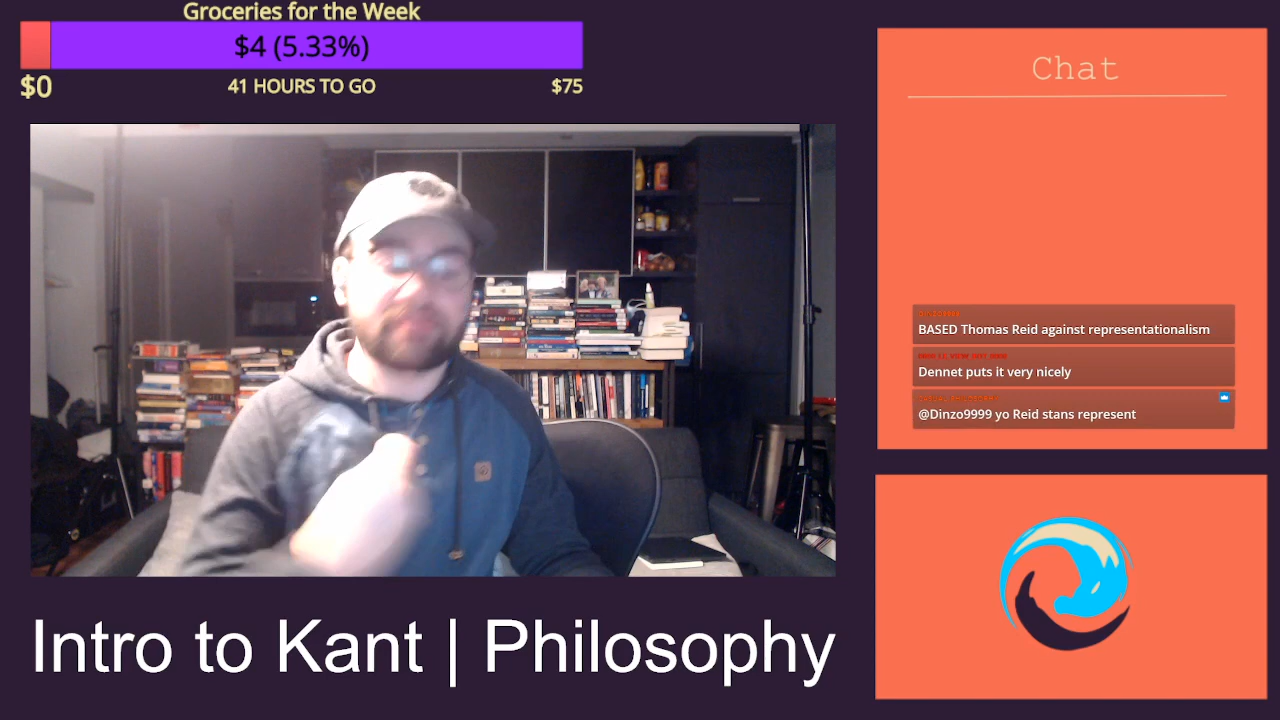 Groceries for the Week
$4 (5.33%)
$0
41 HOURS TO GO
$75
Chat
BASED Thomas Reid against representationalism
Dennet puts it very nicely
@Dinzo9999 yo Reid stans represent
Intro to Kant | Philosophy